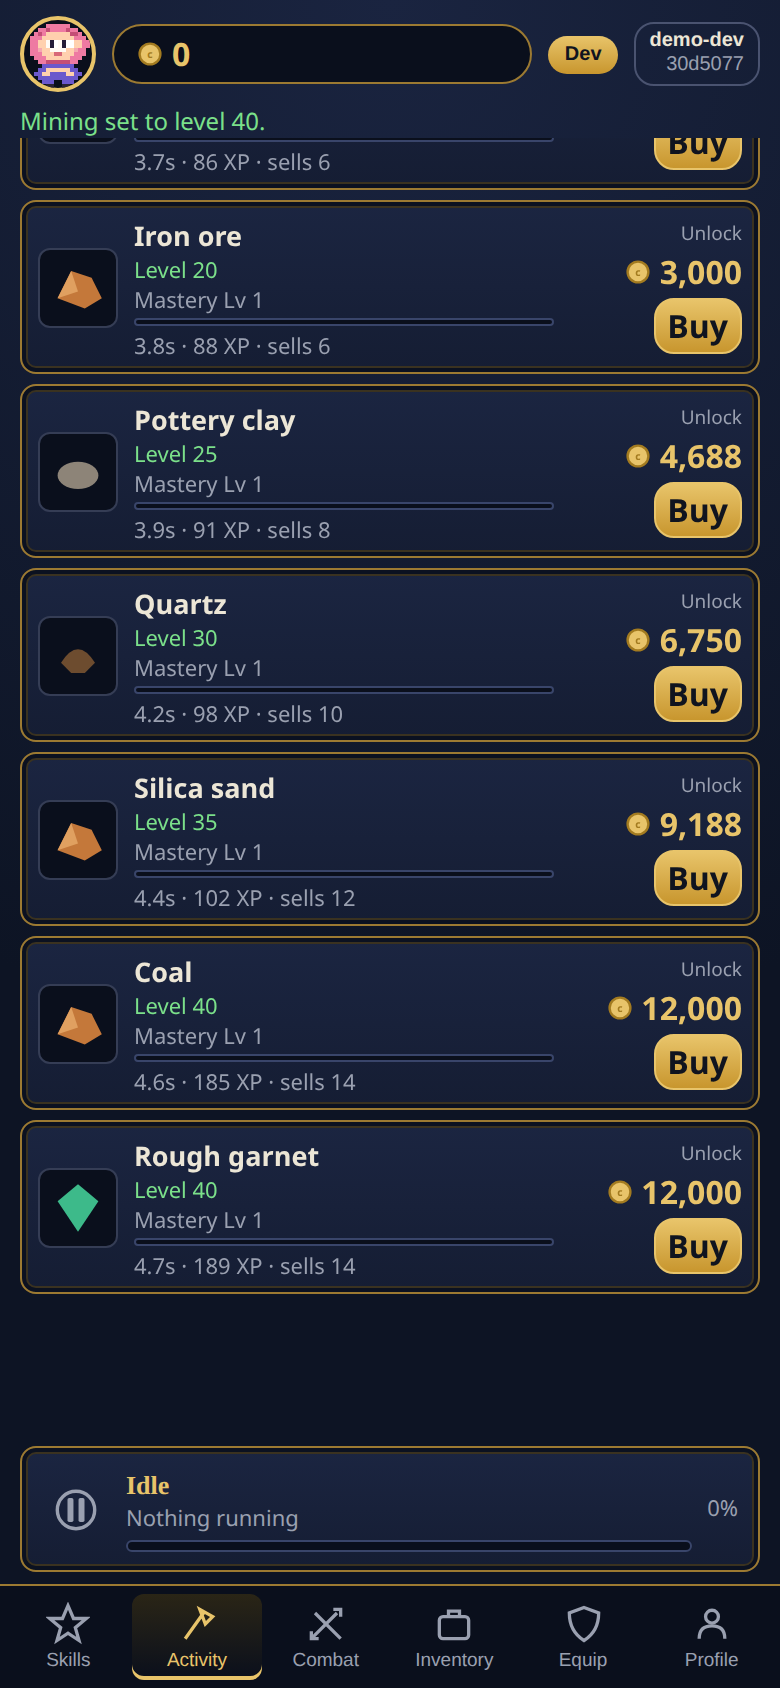 0
Dev
demo-dev
30d5077
Mining set to level 40.
3.7s · 86 XP · sells 6
Buy
Iron ore
Level 20
Mastery Lv 1
3.8s · 88 XP · sells 6
Unlock
c 3,000
Buy
Pottery clay
Level 25
Mastery Lv 1
3.9s · 91 XP · sells 8
Unlock
c 4,688
Buy
Quartz
Level 30
Mastery Lv 1
4.2s · 98 XP · sells 10
Unlock
c 6,750
Buy
Silica sand
Level 35
Mastery Lv 1
4.4s · 102 XP · sells 12
Unlock
c 9,188
Buy
Coal
Level 40
Mastery Lv 1
4.6s · 185 XP · sells 14
Unlock
c 12,000
Buy
Rough garnet
Level 40
Mastery Lv 1
4.7s · 189 XP · sells 14
Unlock
c 12,000
Buy
Idle
Nothing running
0%
Skills
Activity
Combat
Inventory
Equip
Profile